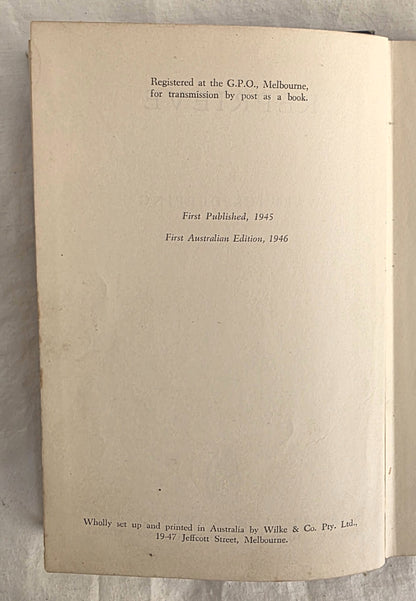 Registered at the G.P.O., Melbourne,
for transmission by post as a book.
First Published, 1945
First Australian Edition, 1946
Wholly set up and printed in Australia by Wilke & Co. Pty. Ltd.,
19-47 Jeffcott Street, Melbourne.